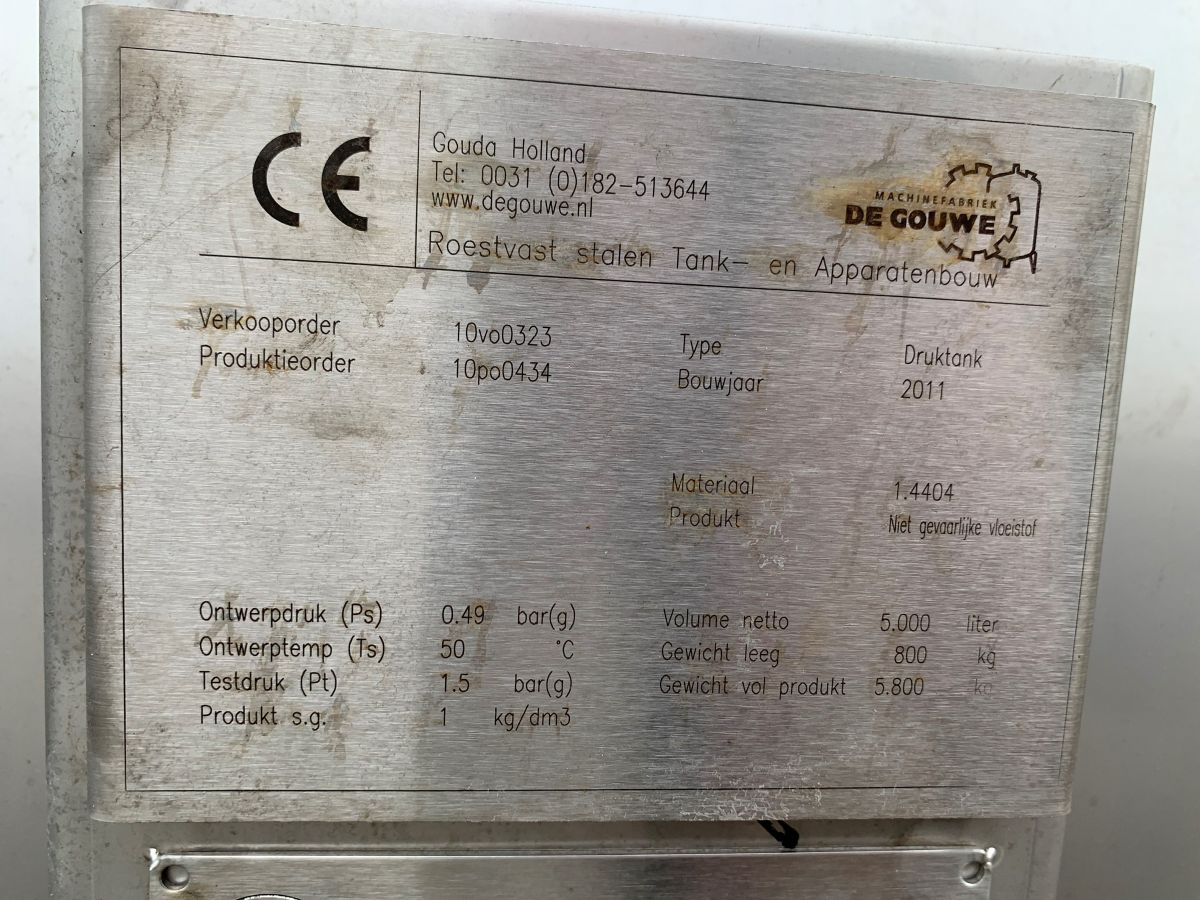 CE
Gouda Holland
Tel: 0031 (0)182-513644
www.degouwe.nl
MACHINEFABRIEK
DE GOUWE
Roestvast stalen Tank- en Apparatenbouw
Verkooporder 10vo0323
Produktieorder 10po0434
Type Druktank
Bouwjaar 2011
Materiaal 1.4404
Produkt Niet gevaarlijke vloeistof
Ontwerpdruk (Ps) 0.49 bar(g)
Ontwerptemp (Ts) 50 °C
Testdruk (Pt) 1.5 bar(g)
Produkt s.g. 1 kg/dm3
Volume netto 5.000 liter
Gewicht leeg 800 kg
Gewicht vol produkt 5.800 kg